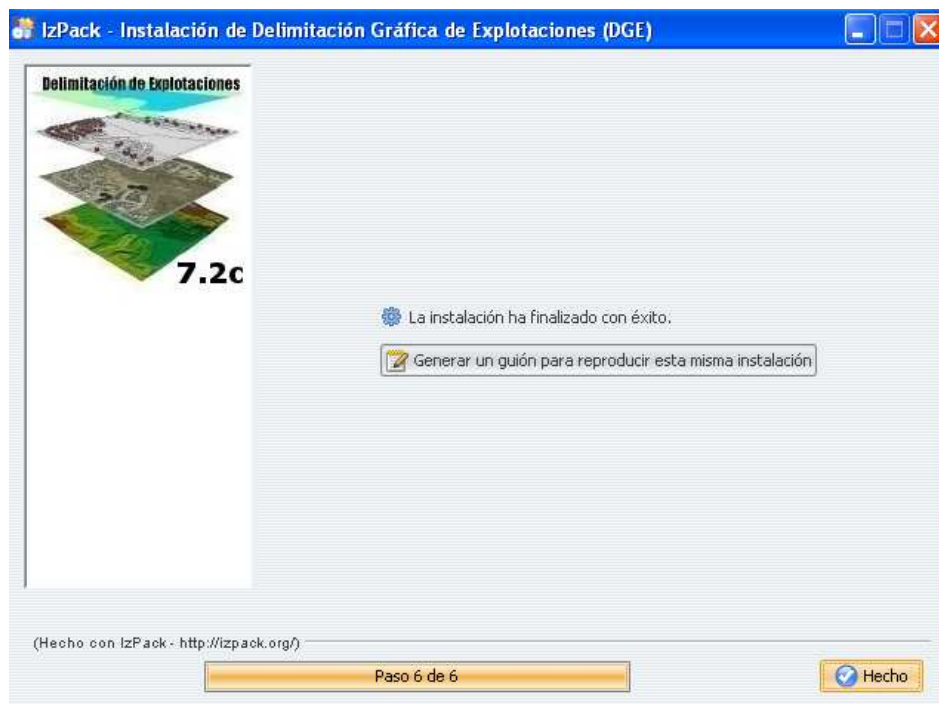 IzPack - Instalación de Delimitación Gráfica de Explotaciones (DGE)
Delimitación de Explotaciones
7.2c
La instalación ha finalizado con éxito.
Generar un guión para reproducir esta misma instalación
(Hecho con IzPack - http://izpack.org/)
Paso 6 de 6
Hecho